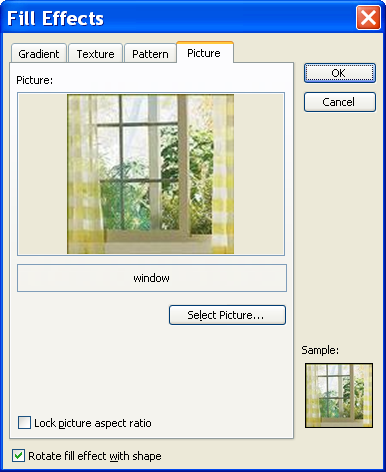 Fill Effects
Gradient Texture Pattern Picture
Picture:
OK
Cancel
window
Select Picture...
Sample:
Lock picture aspect ratio
Rotate fill effect with shape